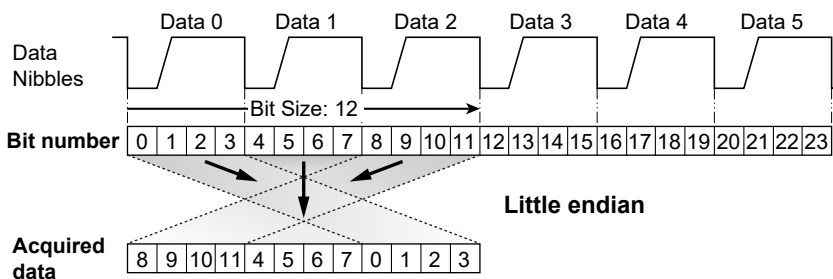 Data 0 Data 1 Data 2 Data 3 Data 4 Data 5
Data
Nibbles
Bit Size: 12
Bit number 0 1 2 3 4 5 6 7 8 9 10 11 12 13 14 15 16 17 18 19 20 21 22 23
Little endian
Acquired
data
8 9 10 11 4 5 6 7 0 1 2 3